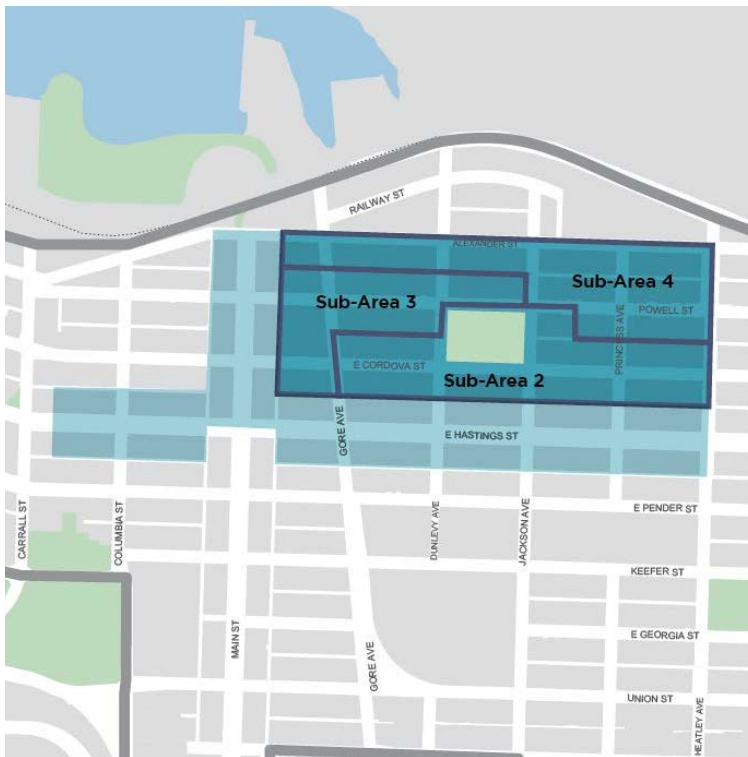 RAILWAY ST
ALEXANDER ST
Sub-Area 4
Sub-Area 3
POWELL ST
PRINCESS AVE
E CORDOVA ST
Sub-Area 2
GORE AVE
E HASTINGS ST
CARRALL ST
COLUMBIA ST
DUNLEVY AVE
JACKSON AVE
E PENDER ST
KEEFER ST
MAIN ST
E GEORGIA ST
GORE AVE
UNION ST
HEATLEY AVE